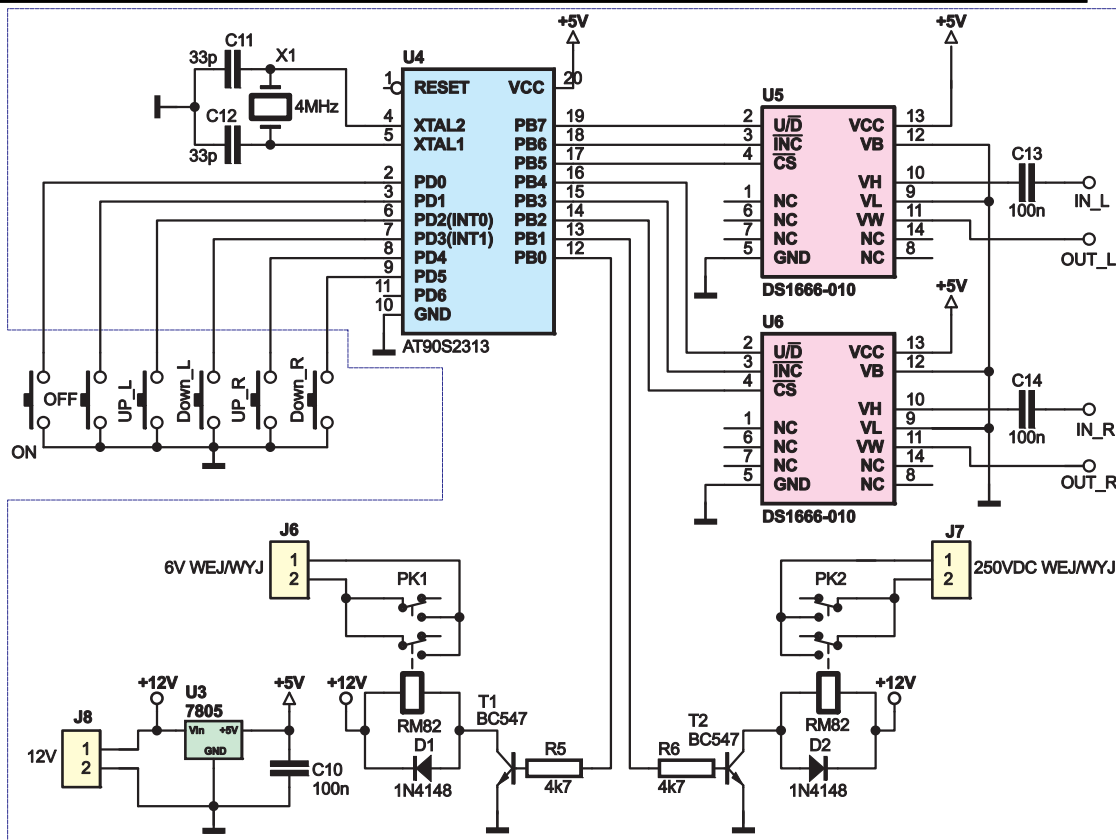 +5V
+5V
C11
33p
X1
4MHz
C12
33p
U4
1 RESET VCC 20
4 XTAL2 PB7 19
5 XTAL1 PB6 18
PB5 17
2 PD0 PB4 16
3 PD1 PB3 15
6 PD2(INT0) PB2 14
7 PD3(INT1) PB1 13
8 PD4 PB0 12
9 PD5
11 PD6
10 GND
AT90S2313
U5
2 U/D VCC 13
3 INC VB 12
4 CS
VH 10
1 NC VL 9
6 NC VW 11
7 NC NC 14
5 GND NC 8
DS1666-010
C13
100n
IN_L
OUT_L
+5V
U6
2 U/D VCC 13
3 INC VB 12
4 CS
VH 10
1 NC VL 9
6 NC VW 11
7 NC NC 14
5 GND NC 8
DS1666-010
C14
100n
IN_R
OUT_R
ON
OFF
UP_L
Down_L
UP_R
Down_R
J6
6V WEJ/WYJ
1
2
PK1
J7
250VDC WEJ/WYJ
1
2
PK2
J8
12V
1
2
+12V
U3
7805
Vin +5V
GND
+5V
C10
100n
+12V
RM82
D1
1N4148
T1
BC547
R5
4k7
R6
4k7
T2
BC547
RM82
D2
1N4148
+12V